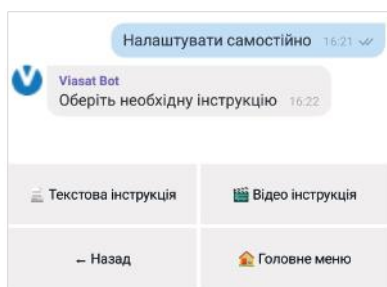 Налаштувати самостійно 16:21
Viasat Bot
Оберіть необхідну інструкцію 16:22
Текстова інструкція
Відео інструкція
← Назад
Головне меню